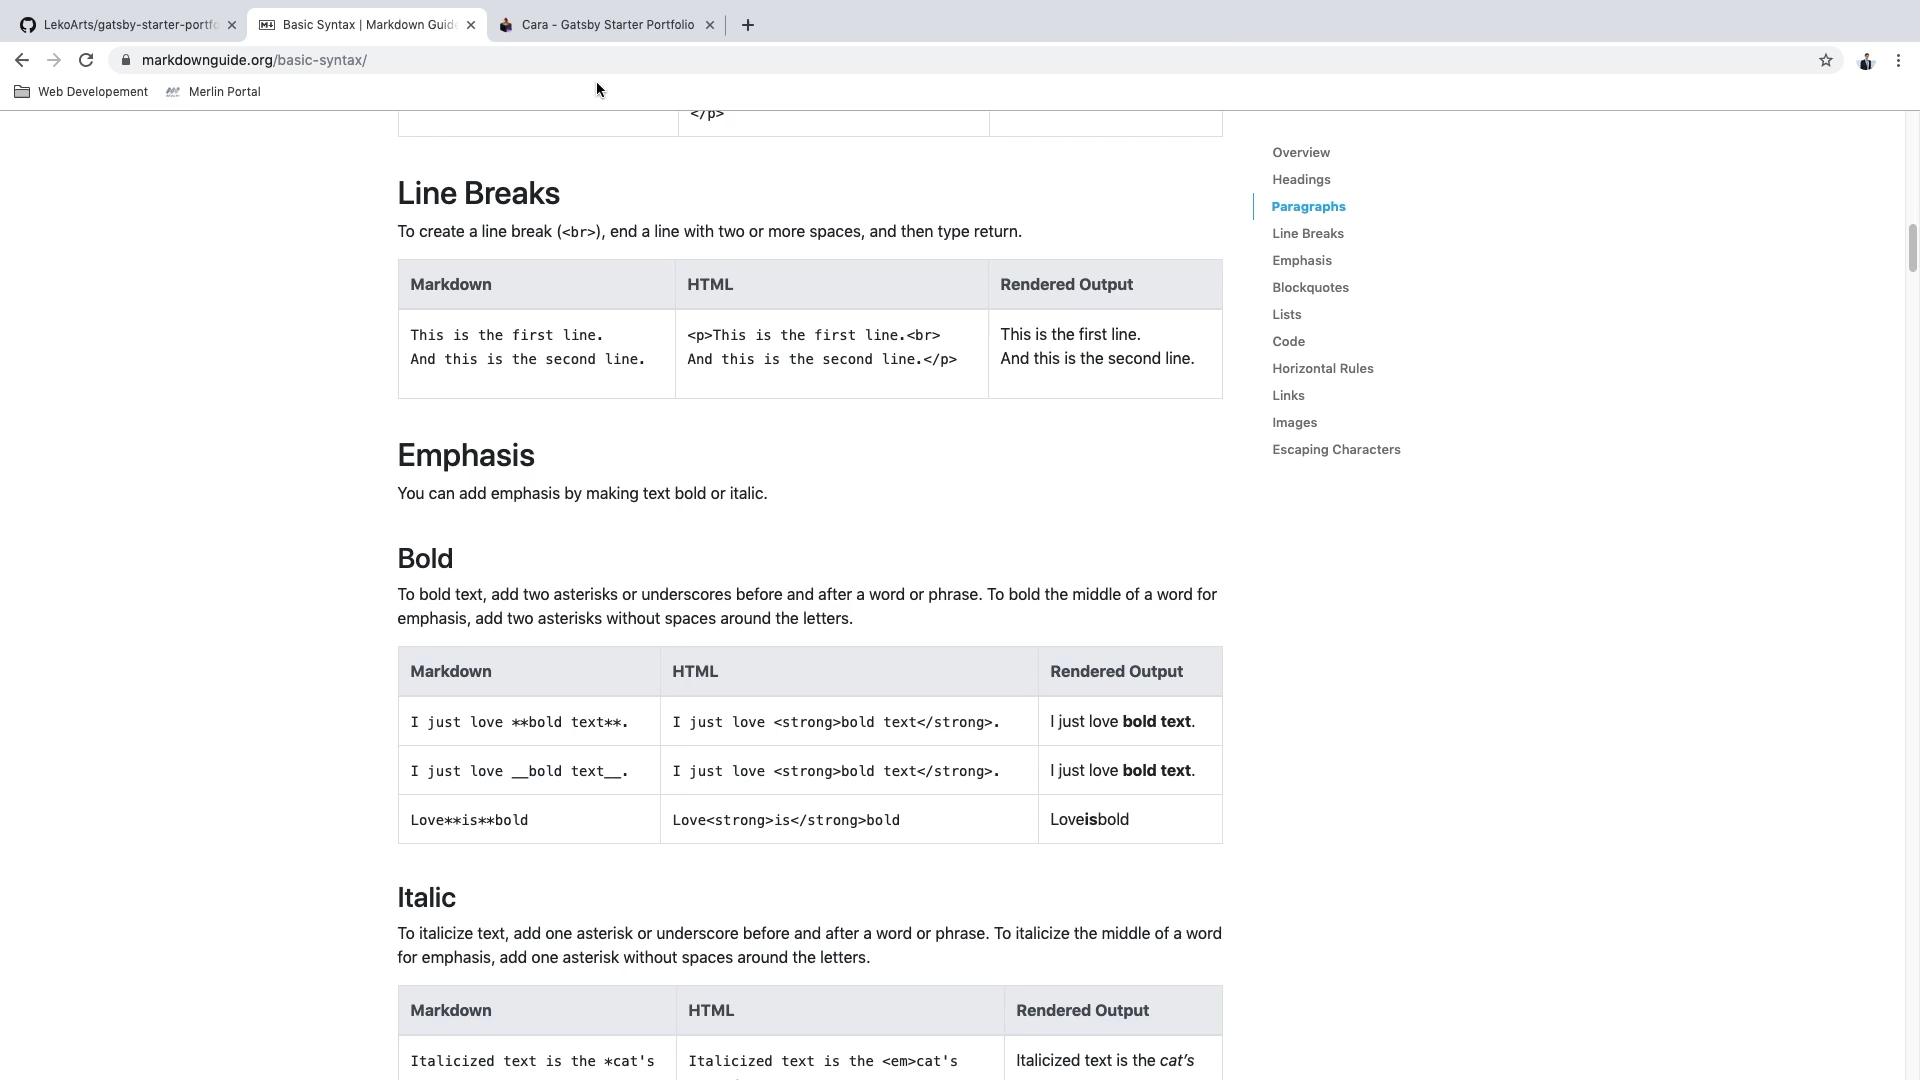 LekoArts/gatsby-starter-portfo
Basic Syntax | Markdown Guide
Cara - Gatsby Starter Portfolio
markdownguide.org/basic-syntax/
Web Developement
Merlin Portal
</p>
Line Breaks
To create a line break (<br>), end a line with two or more spaces, and then type return.
Markdown HTML Rendered Output
This is the first line. <p>This is the first line.<br> This is the first line.
And this is the second line. And this is the second line.</p> And this is the second line.
Emphasis
You can add emphasis by making text bold or italic.
Bold
To bold text, add two asterisks or underscores before and after a word or phrase. To bold the middle of a word for
emphasis, add two asterisks without spaces around the letters.
Markdown HTML Rendered Output
I just love **bold text**. I just love <strong>bold text</strong>. I just love bold text.
I just love __bold text__. I just love <strong>bold text</strong>. I just love bold text.
Love**is**bold Love<strong>is</strong>bold Loveisbold
Italic
To italicize text, add one asterisk or underscore before and after a word or phrase. To italicize the middle of a word
for emphasis, add one asterisk without spaces around the letters.
Markdown HTML Rendered Output
Italicized text is the *cat's Italicized text is the <em>cat's Italicized text is the cat's
Overview
Headings
Paragraphs
Line Breaks
Emphasis
Blockquotes
Lists
Code
Horizontal Rules
Links
Images
Escaping Characters